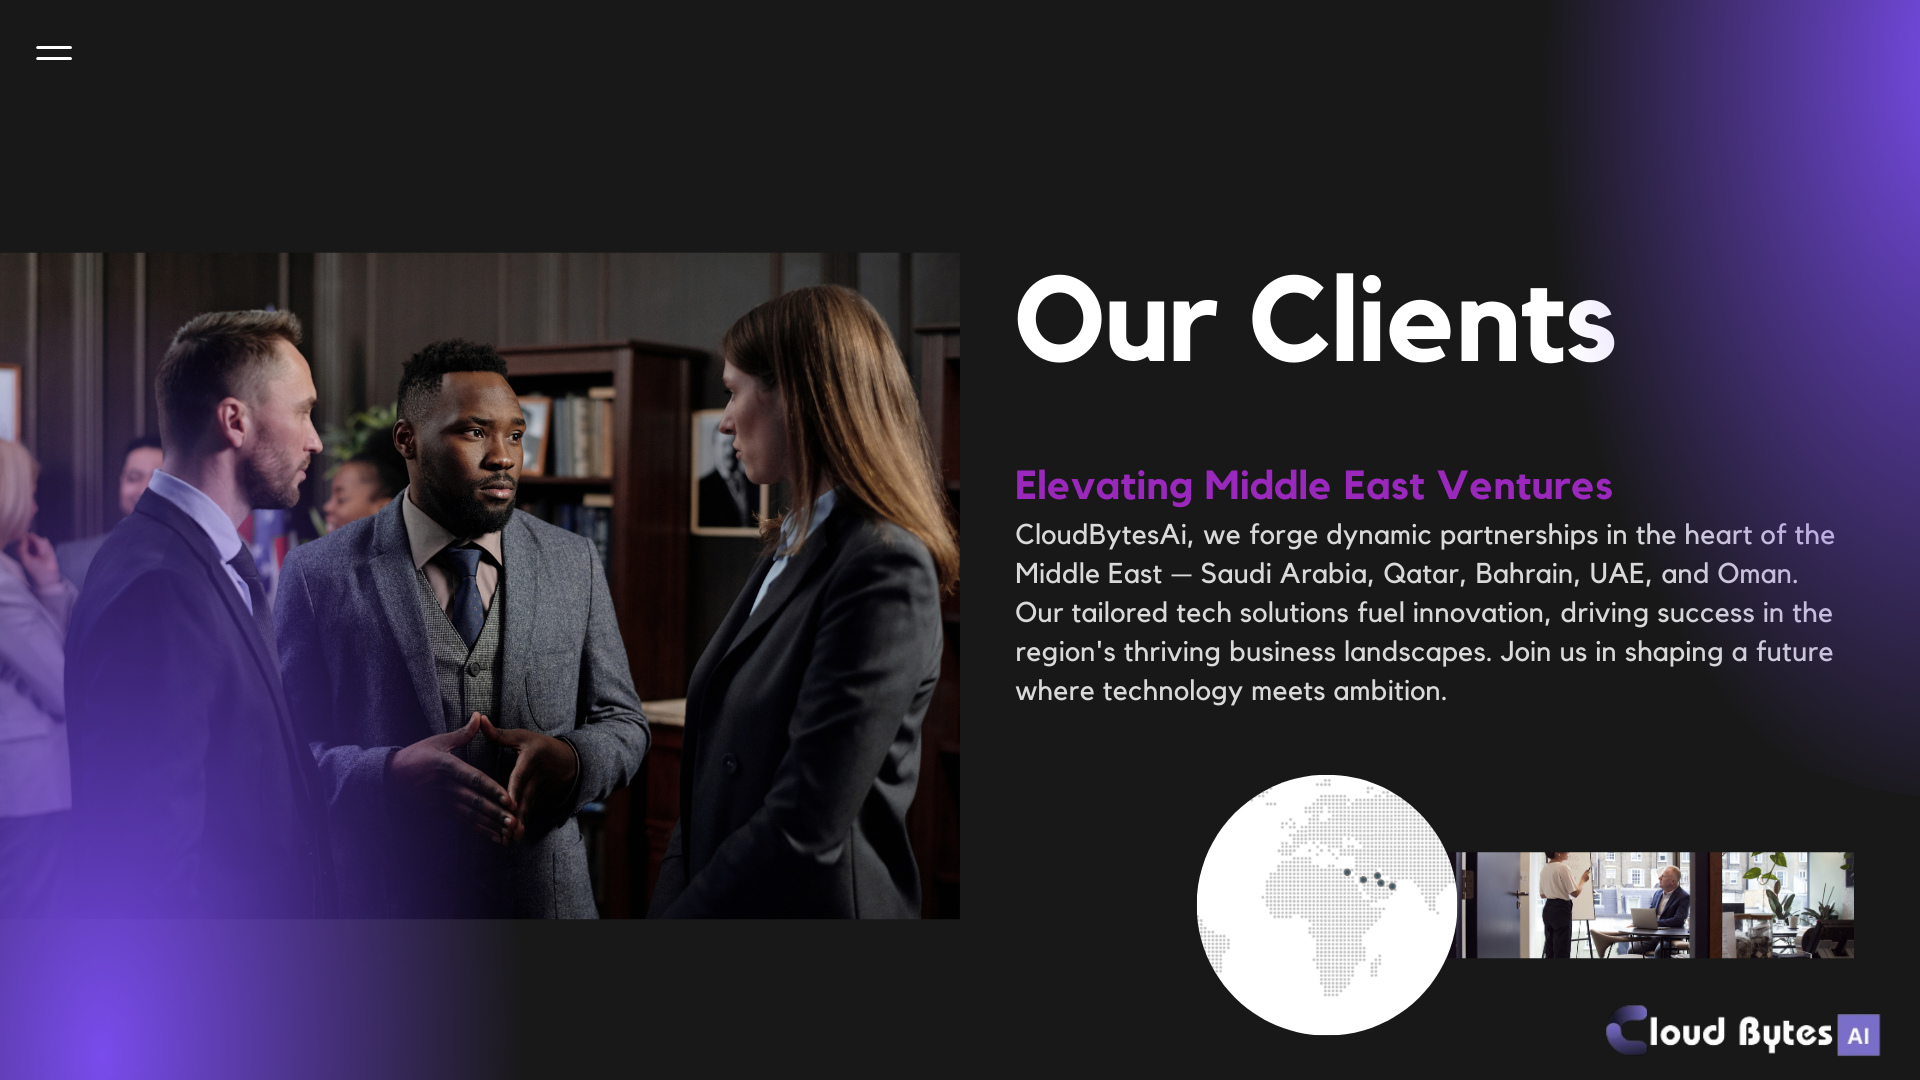 Our Clients
Elevating Middle East Ventures
CloudBytesAi, we forge dynamic partnerships in the heart of the
Middle East — Saudi Arabia, Qatar, Bahrain, UAE, and Oman.
Our tailored tech solutions fuel innovation, driving success in the
region's thriving business landscapes. Join us in shaping a future
where technology meets ambition.
Cloud Bytes AI